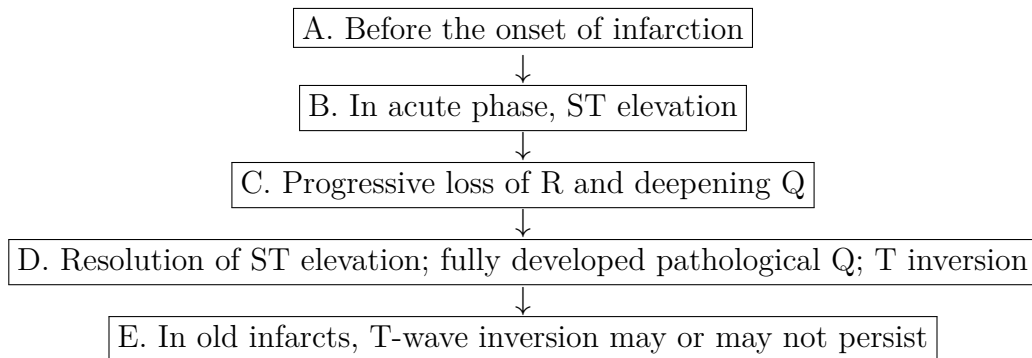 A. Before the onset of infarction
↓
B. In acute phase, ST elevation
↓
C. Progressive loss of R and deepening Q
↓
D. Resolution of ST elevation; fully developed pathological Q; T inversion
↓
E. In old infarcts, T-wave inversion may or may not persist